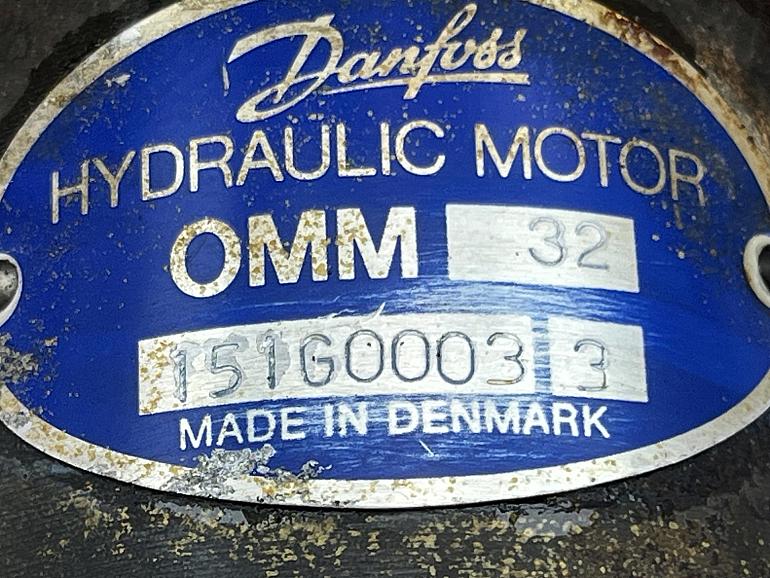 Danfoss
HYDRAULIC MOTOR
OMM 32
151G0003 3
MADE IN DENMARK